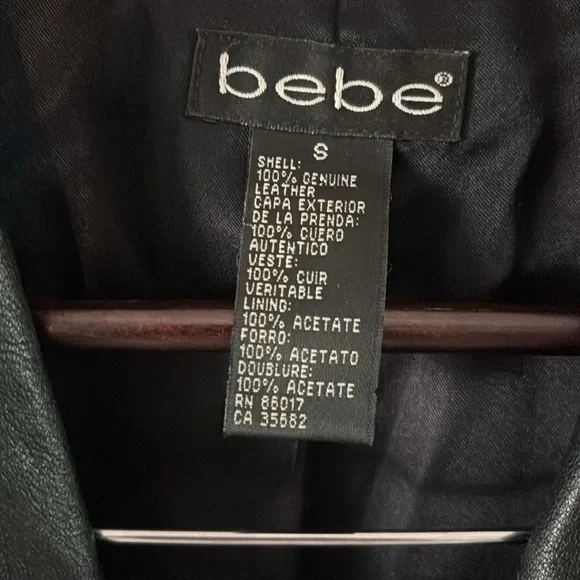 bebe®
S
SHELL:
100% GENUINE
LEATHER
CAPA EXTERIOR
DE LA PRENDA:
100% CUERO
AUTENTICO
VESTE:
100% CUIR
VERITABLE
LINING:
100% ACETATE
FORRO:
100% ACETATO
DOUBLURE:
100% ACETATE
RN 86017
CA 35682